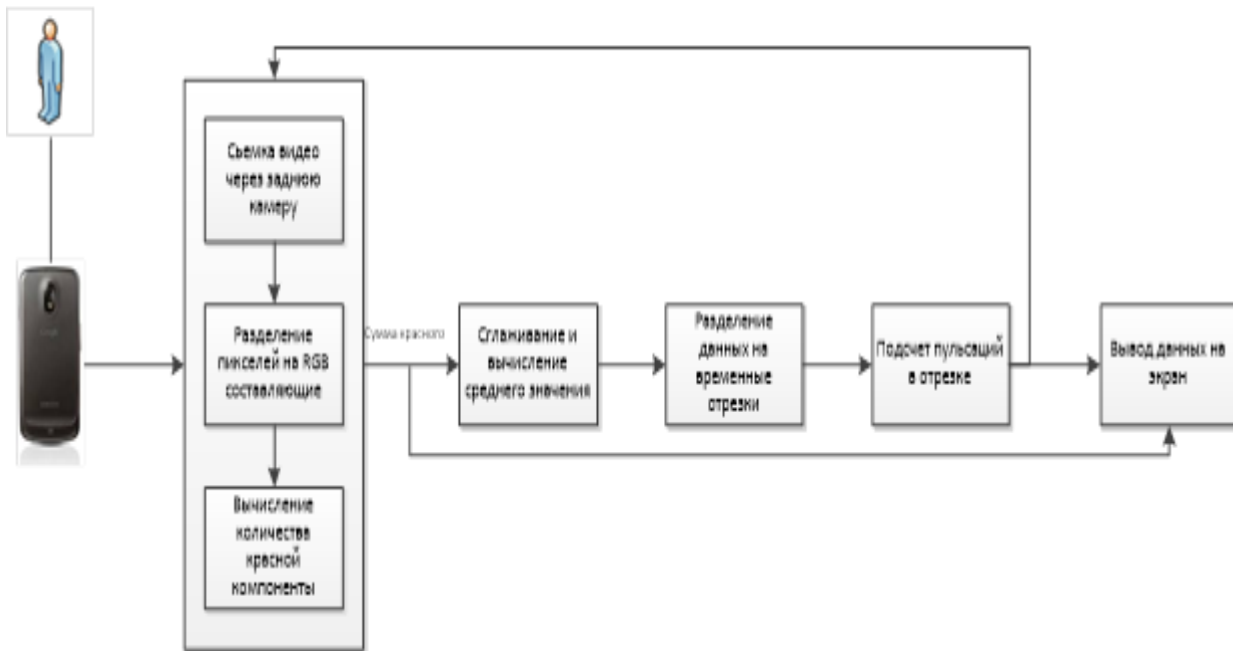 Съемка видео
через заднюю
камеру
Разделение
пикселей на RGB
составляющие
Вычисление
количества
красной
компоненты
Сумма красного
Сглаживание и
вычисление
среднего значения
Разделение
данных на
временные
отрезки
Подсчет пульсаций
в отрезке
Вывод данных на
экран